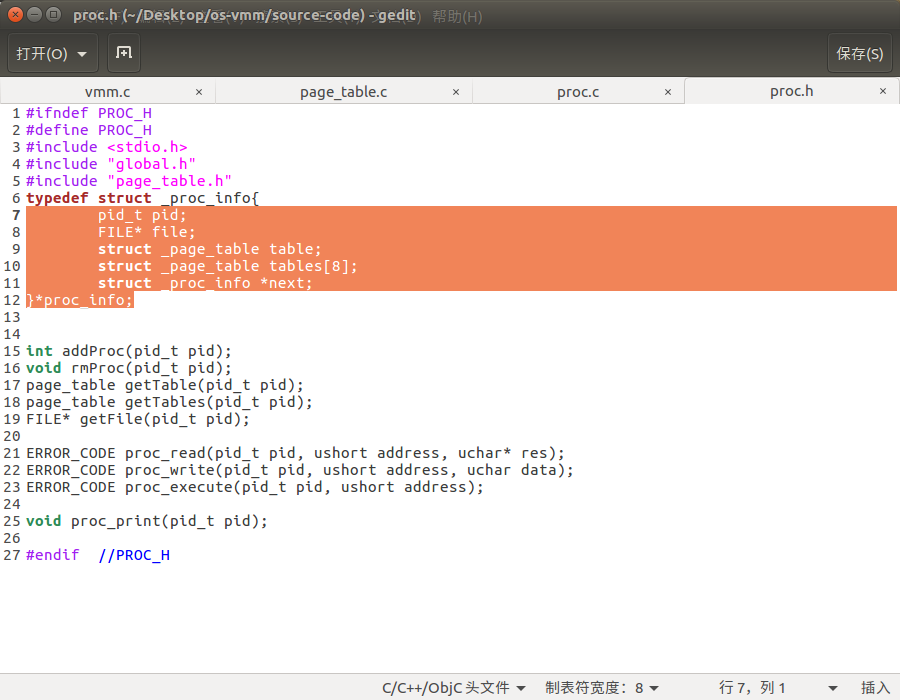 proc.h (~/Desktop/os-vmm/source-code) - gedit 帮助(H)
打开(O) 保存(S)
vmm.c × page_table.c × proc.c × proc.h ×
1 #ifndef PROC_H
2 #define PROC_H
3 #include <stdio.h>
4 #include "global.h"
5 #include "page_table.h"
6 typedef struct _proc_info{
7 pid_t pid;
8 FILE* file;
9 struct _page_table table;
10 struct _page_table tables[8];
11 struct _proc_info *next;
12 }*proc_info;
13
14
15 int addProc(pid_t pid);
16 void rmProc(pid_t pid);
17 page_table getTable(pid_t pid);
18 page_table getTables(pid_t pid);
19 FILE* getFile(pid_t pid);
20
21 ERROR_CODE proc_read(pid_t pid, ushort address, uchar* res);
22 ERROR_CODE proc_write(pid_t pid, ushort address, uchar data);
23 ERROR_CODE proc_execute(pid_t pid, ushort address);
24
25 void proc_print(pid_t pid);
26
27 #endif //PROC_H
C/C++/ObjC 头文件 制表符宽度: 8 行 7，列 1 插入